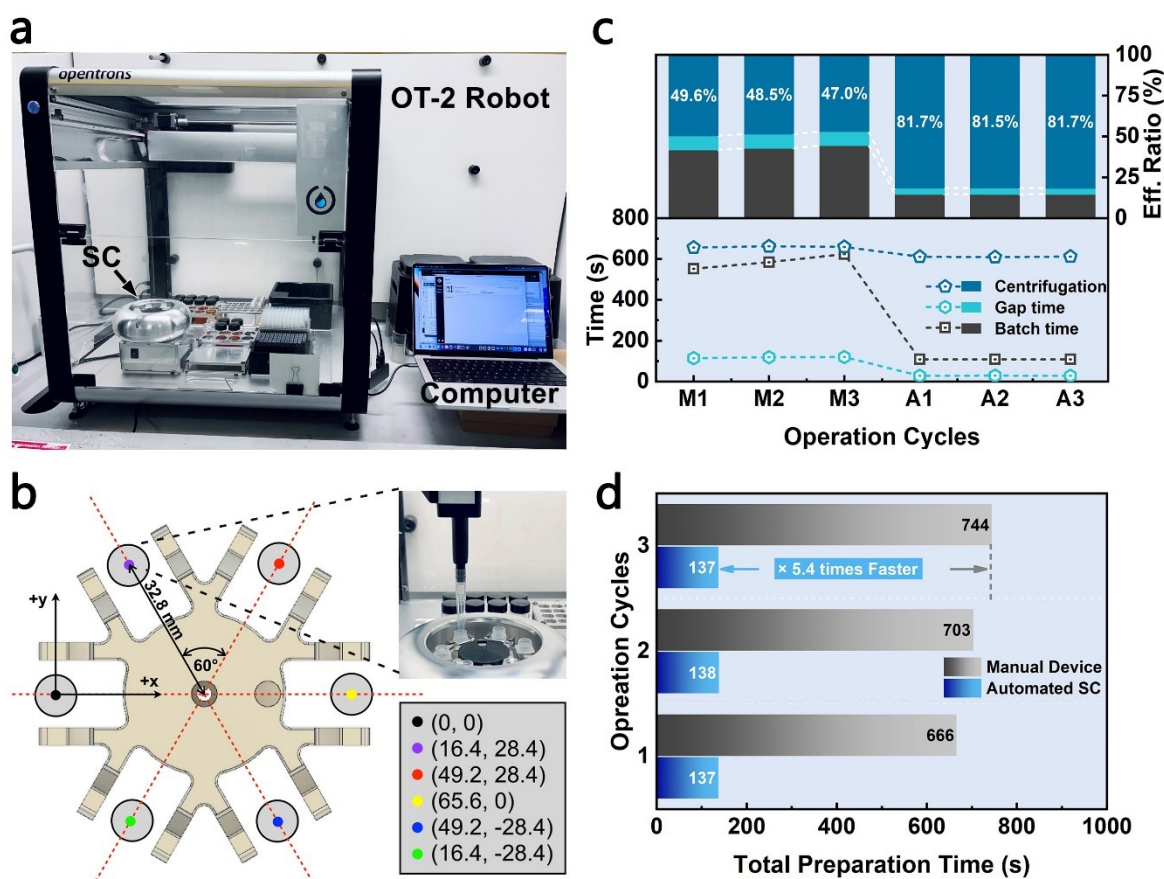 a
opentrons
OT-2 Robot
SC
Computer
b
+y
+x
32.8 mm
60°
(0, 0)
(16.4, 28.4)
(49.2, 28.4)
(65.6, 0)
(49.2, -28.4)
(16.4, -28.4)
c
49.6%
48.5%
47.0%
81.7%
81.5%
81.7%
100
75
50
25
0
Eff. Ratio (%)
800
600
400
200
0
Time (s)
Centrifugation
Gap time
Batch time
M1
M2
M3
A1
A2
A3
Operation Cycles
d
744
3
137
× 5.4 times Faster
703
2
138
Manual Device
Automated SC
666
1
137
Opreation Cycles
0
200
400
600
800
1000
Total Preparation Time (s)